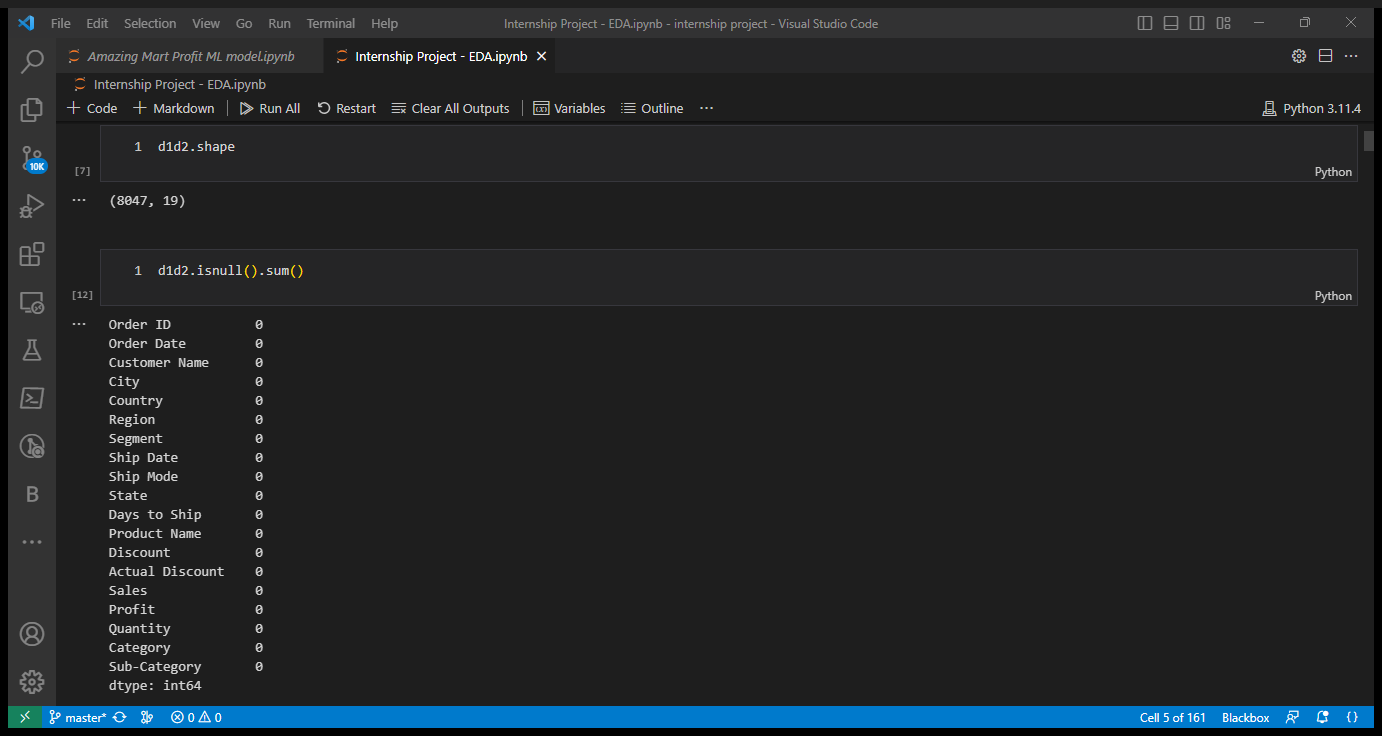 File Edit Selection View Go Run Terminal Help Internship Project - EDA.ipynb - internship project - Visual Studio Code
Amazing Mart Profit ML model.ipynb Internship Project - EDA.ipynb
Internship Project - EDA.ipynb
Code Markdown Run All Restart Clear All Outputs Variables Outline ... Python 3.11.4
1 d1d2.shape
[7] Python
... (8047, 19)
10K
1 d1d2.isnull().sum()
[12] Python
... Order ID 0
Order Date 0
Customer Name 0
City 0
Country 0
Region 0
Segment 0
Ship Date 0
Ship Mode 0
State 0
Days to Ship 0
Product Name 0
Discount 0
Actual Discount 0
Sales 0
Profit 0
Quantity 0
Category 0
Sub-Category 0
dtype: int64
B
master* 0 0 Cell 5 of 161 Blackbox {}